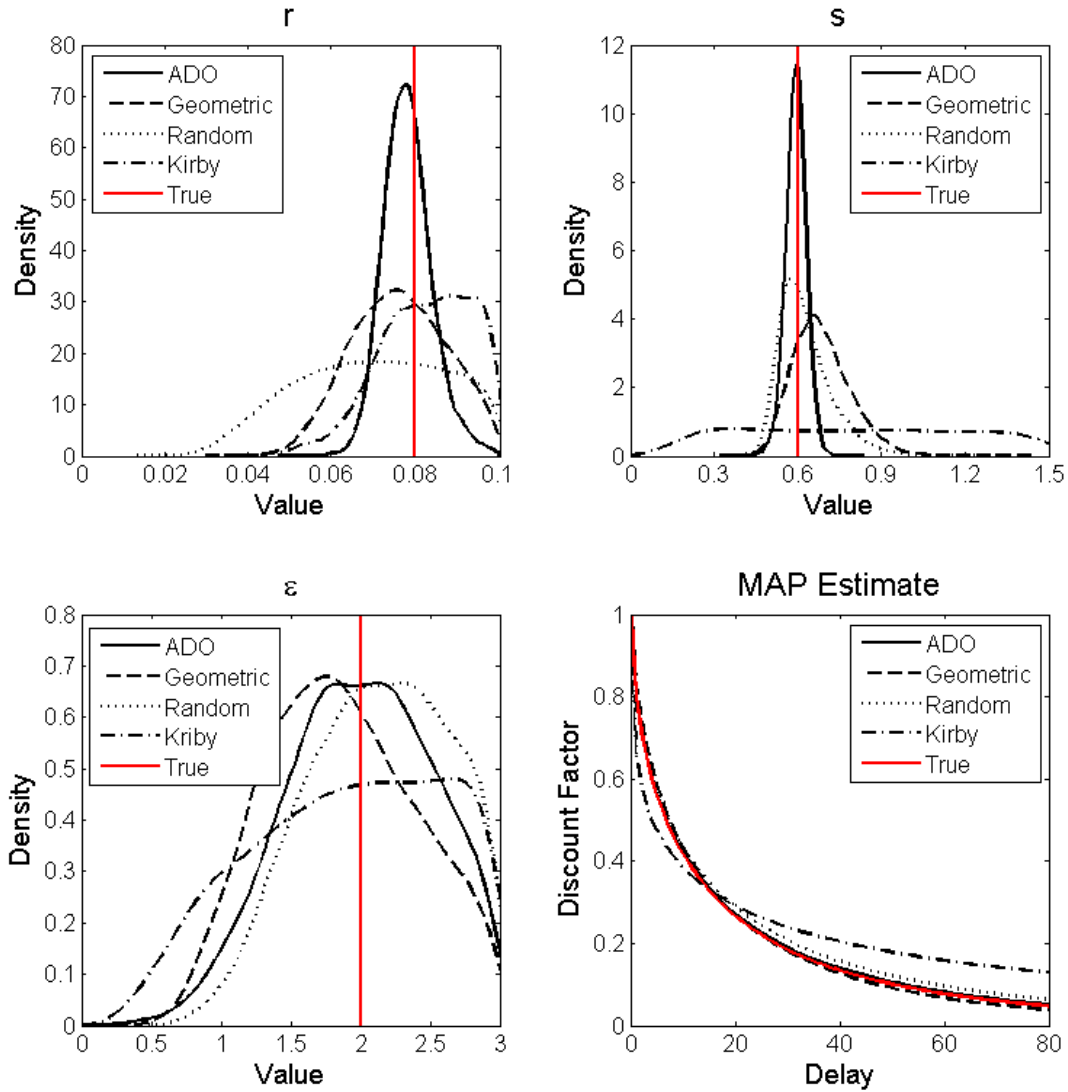 r
80
70
60
50
40
30
20
10
0
Density
ADO
Geometric
Random
Kirby
True
0 0.02 0.04 0.06 0.08 0.1
Value
s
12
10
8
6
4
2
0
Density
ADO
Geometric
Random
Kirby
True
0 0.3 0.6 0.9 1.2 1.5
Value
ε
0.8
0.7
0.6
0.5
0.4
0.3
0.2
0.1
0
Density
ADO
Geometric
Random
Kriby
True
0 0.5 1 1.5 2 2.5 3
Value
MAP Estimate
1
0.8
0.6
0.4
0.2
0
Discount Factor
ADO
Geometric
Random
Kirby
True
0 20 40 60 80
Delay